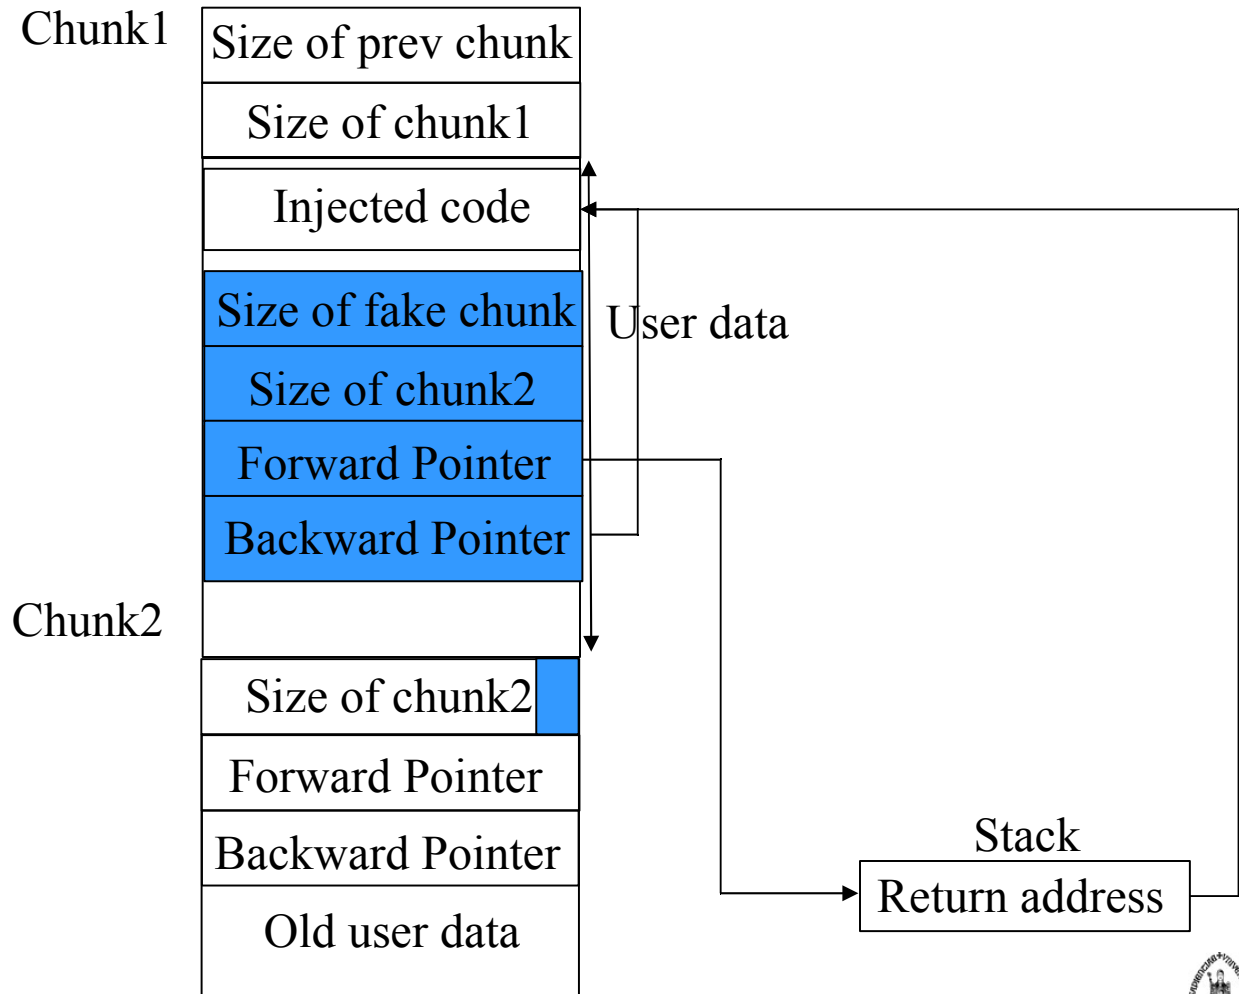 Chunk1
Size of prev chunk
Size of chunk1
Injected code
Size of fake chunk
User data
Size of chunk2
Forward Pointer
Backward Pointer
Chunk2
Size of chunk2
Forward Pointer
Backward Pointer
Stack
Return address
Old user data